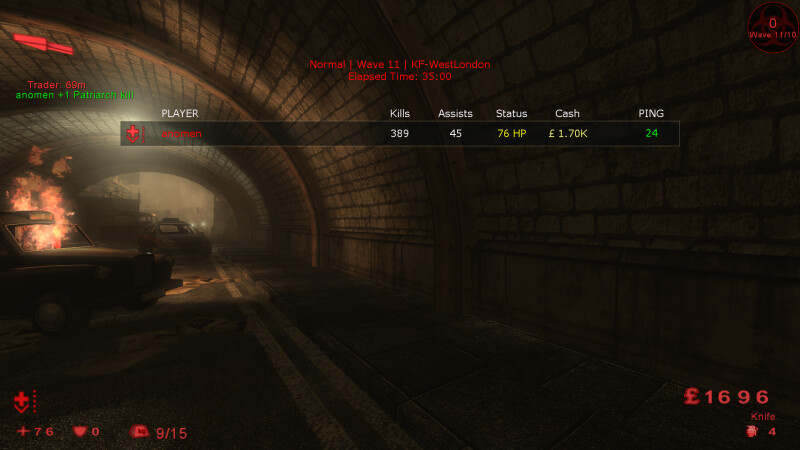 0
Wave 11/10
Normal | Wave 11 | KF-WestLondon
Elapsed Time: 35:00
Trader: 69m
anomen +1 Patriarch kill
PLAYER Kills Assists Status Cash PING
anomen 389 45 76 HP £ 1.70K 24
£1696
Knife
76 0 9/15 4